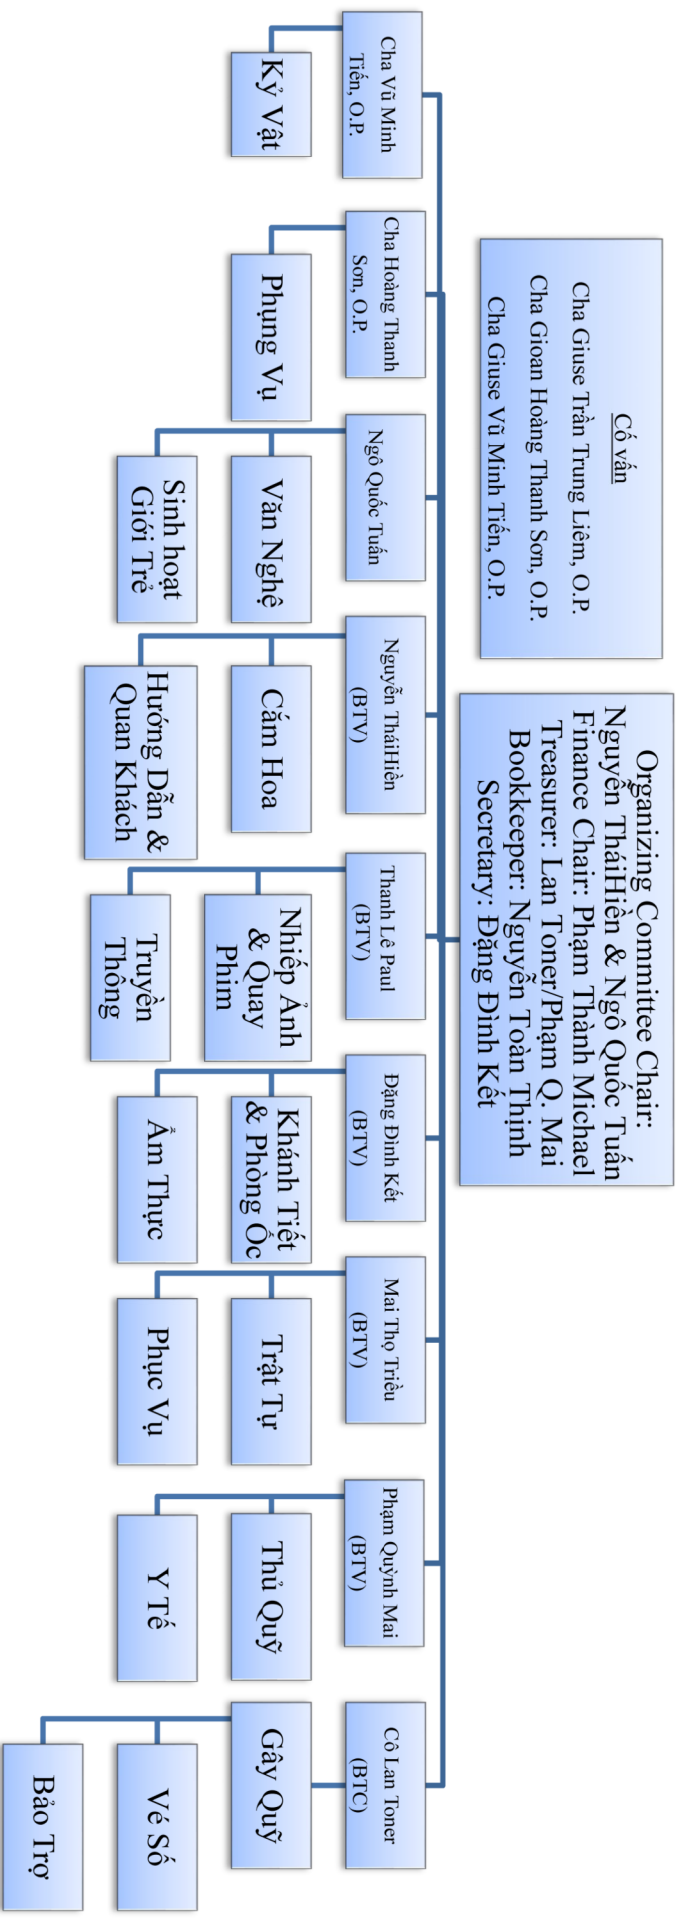 Cố vấn
Cha Giuse Trần Trung Liêm, O.P.
Cha Gioan Hoàng Thanh Sơn, O.P.
Cha Giuse Vũ Minh Tiến, O.P.
Organizing Committee Chair:
Nguyễn TháiHiền & Ngô Quốc Tuấn
Finance Chair: Phạm Thành Michael
Treasurer: Lan Toner/Phạm Q. Mai
Bookkeeper: Nguyễn Toàn Thịnh
Secretary: Đặng Đình Kết
Cha Vũ Minh
Tiến, O.P.
Kỷ Vật
Cha Hoàng Thanh
Sơn, O.P.
Phụng Vụ
Ngô Quốc Tuấn
Văn Nghệ
Sinh hoạt
Giới Trẻ
Nguyễn TháiHiền
(BTV)
Cắm Hoa
Hướng Dẫn &
Quan Khách
Thanh Lê Paul
(BTV)
Nhiếp Ảnh
& Quay
Phim
Truyền
Thông
Đặng Đình Kết
(BTV)
Khánh Tiết
& Phòng Ốc
Ẩm Thực
Mai Thọ Triều
(BTV)
Trật Tự
Phục Vụ
Phạm Quỳnh Mai
(BTV)
Thủ Quỹ
Y Tế
Cô Lan Toner
(BTC)
Gây Quỹ
Vé Số
Bảo Trợ